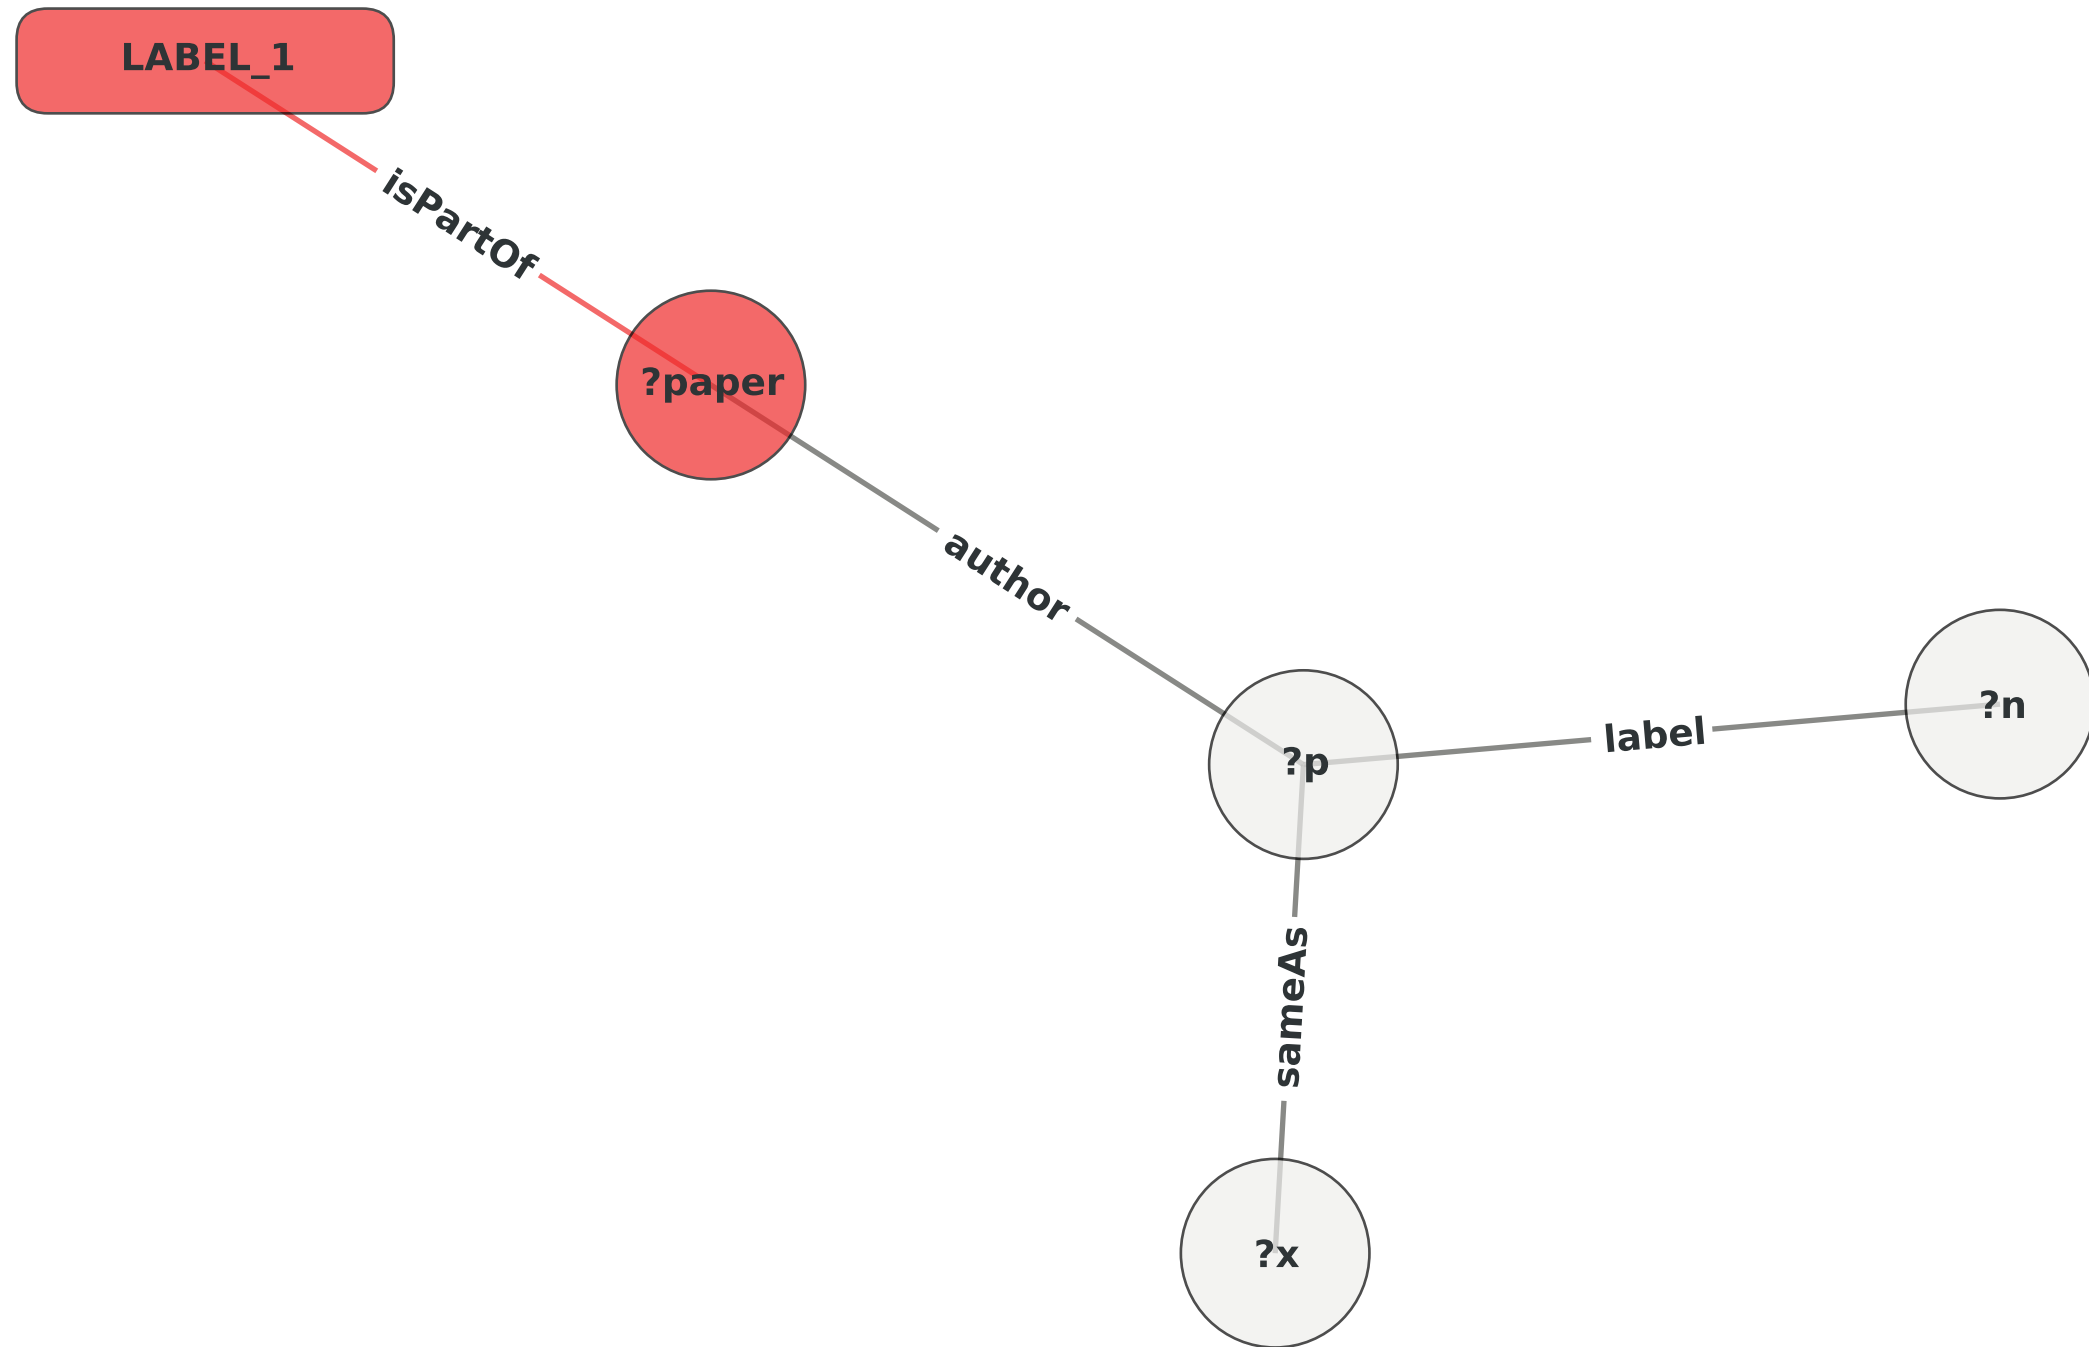 LABEL_1
isPartOf
?paper
author
?p
label
?n
sameAs
?x